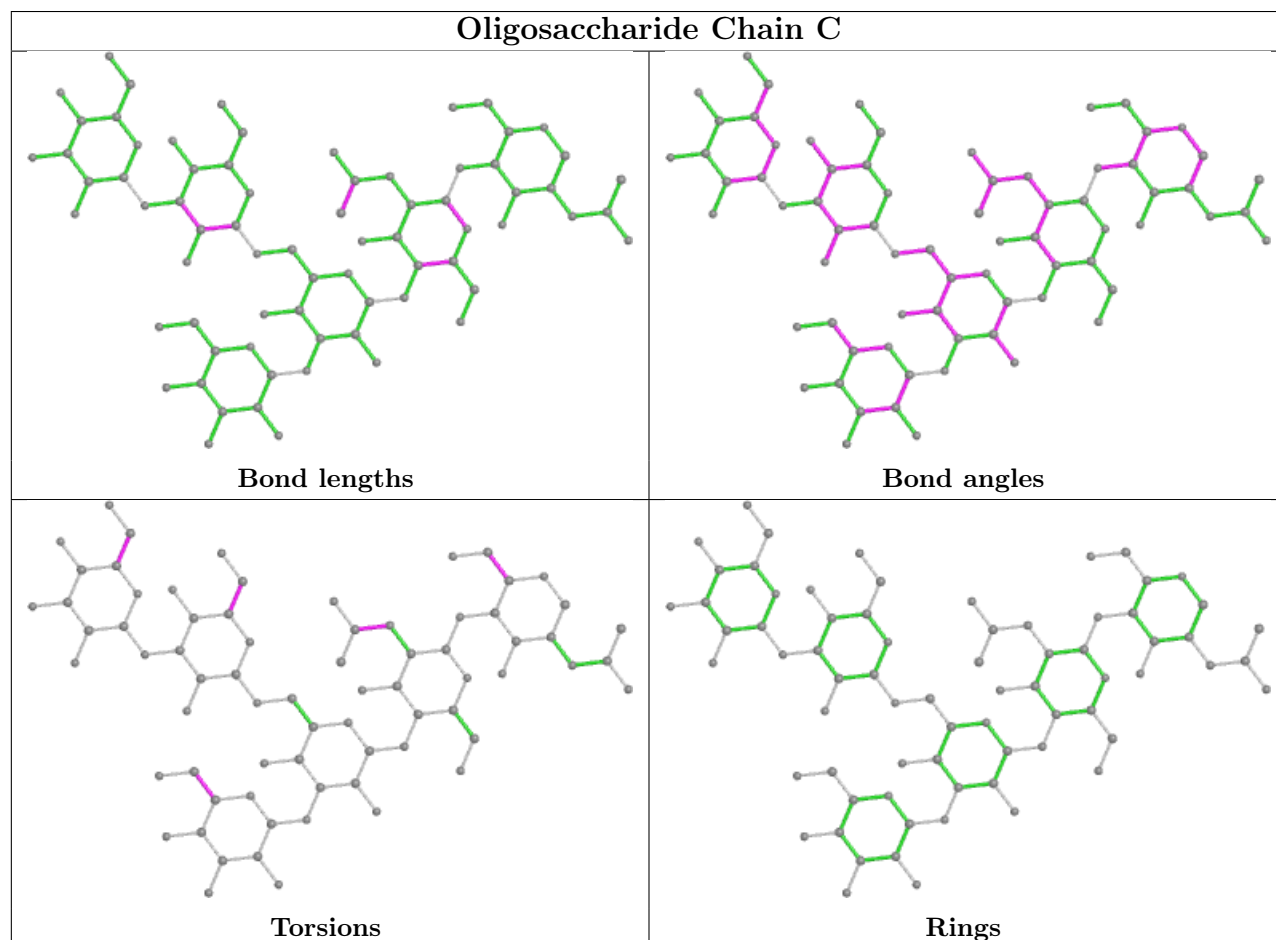 Oligosaccharide Chain C
Bond lengths
Bond angles
Torsions
Rings